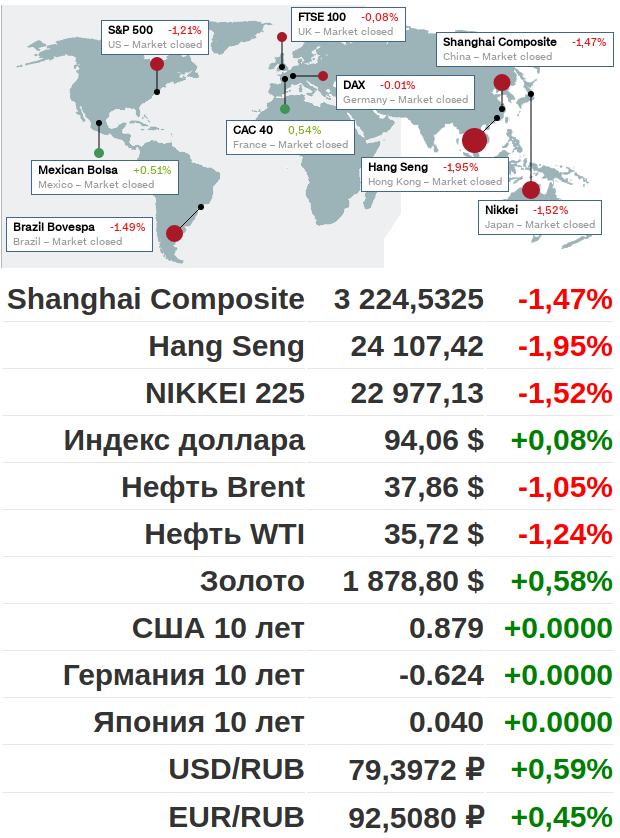 FTSE 100 -0,08%
UK – Market closed
S&P 500 -1,21%
US – Market closed
Shanghai Composite -1,47%
China – Market closed
DAX -0.01%
Germany – Market closed
CAC 40 0,54%
France – Market closed
Mexican Bolsa +0.51%
Mexico – Market closed
Hang Seng -1,95%
Hong Kong – Market closed
Nikkei -1,52%
Japan – Market closed
Brazil Bovespa -1.49%
Brazil – Market closed
Shanghai Composite 3 224,5325 -1,47%
Hang Seng 24 107,42 -1,95%
NIKKEI 225 22 977,13 -1,52%
Индекс доллара 94,06 $ +0,08%
Нефть Brent 37,86 $ -1,05%
Нефть WTI 35,72 $ -1,24%
Золото 1 878,80 $ +0,58%
США 10 лет 0.879 +0.0000
Германия 10 лет -0.624 +0.0000
Япония 10 лет 0.040 +0.0000
USD/RUB 79,3972 ₽ +0,59%
EUR/RUB 92,5080 ₽ +0,45%